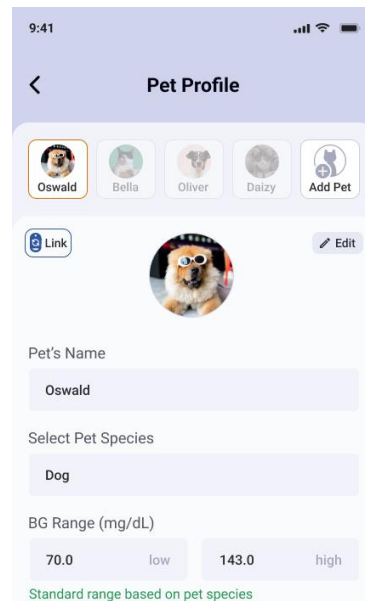 9:41
Pet Profile
Oswald Bella Oliver Daizy Add Pet
Link Edit
Pet's Name
Oswald
Select Pet Species
Dog
BG Range (mg/dL)
70.0 low 143.0 high
Standard range based on pet species